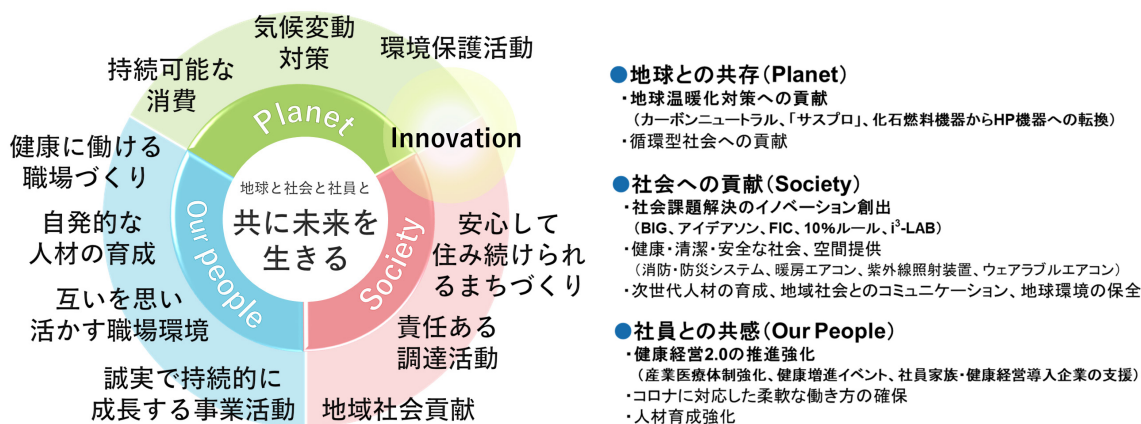 気候変動
対策
環境保護活動
持続可能な
消費
Planet
Innovation
健康に働ける
職場づくり
地球と社会と社員と
共に未来を
生きる
自発的な
人材の育成
Our people
Society
安心して
住み続けられ
るまちづくり
互いを思い
活かす職場環境
責任ある
調達活動
誠実で持続的に
成長する事業活動
地域社会貢献
●地球との共存(Planet)
・地球温暖化対策への貢献
(カーボンニュートラル、「サスプロ」、化石燃料機器からHP機器への転換)
・循環型社会への貢献
●社会への貢献(Society)
・社会課題解決のイノベーション創出
(BIG、アイデアソン、FIC、10%ルール、i³-LAB)
・健康・清潔・安全な社会、空間提供
(消防・防災システム、暖房エアコン、紫外線照射装置、ウェアラブルエアコン)
・次世代人材の育成、地域社会とのコミュニケーション、地球環境の保全
●社員との共感(Our People)
・健康経営2.0の推進強化
(産業医療体制強化、健康増進イベント、社員家族・健康経営導入企業の支援)
・コロナに対応した柔軟な働き方の確保
・人材育成強化